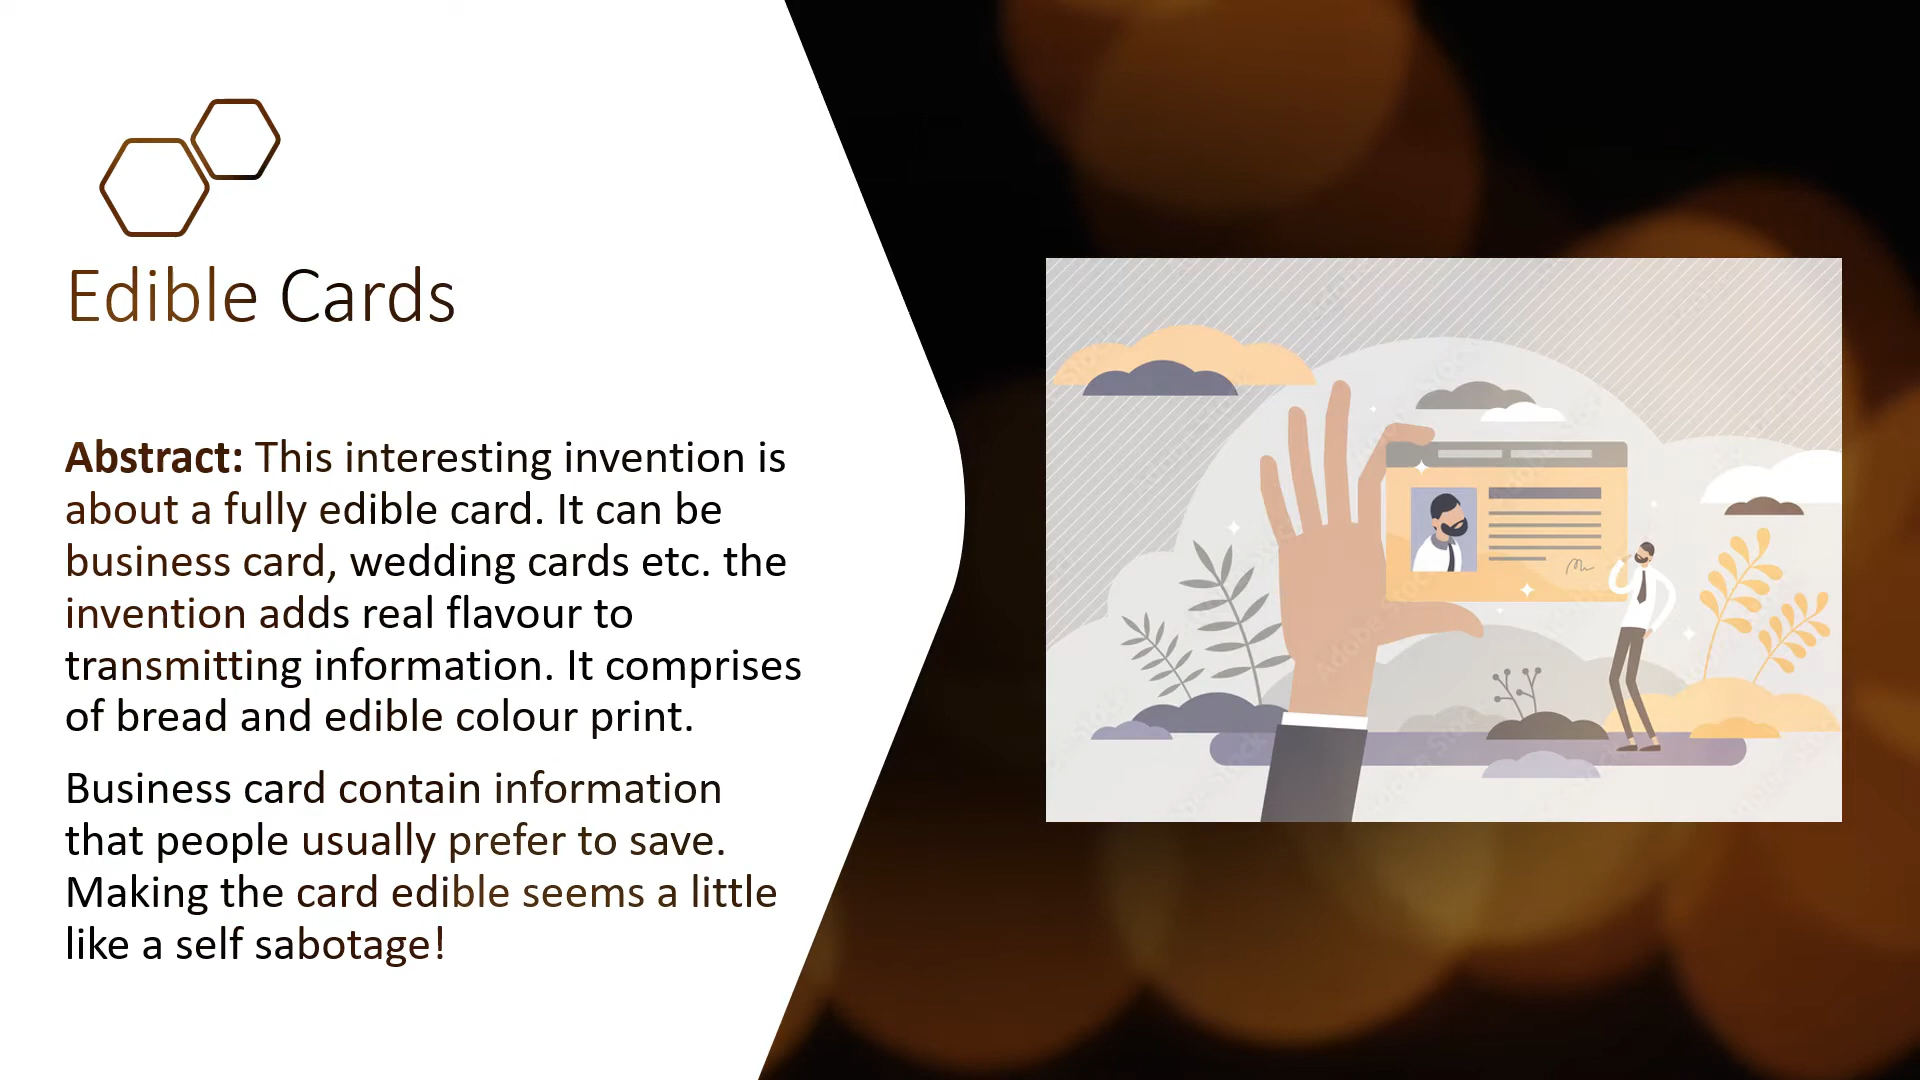 Edible Cards
Abstract: This interesting invention is
about a fully edible card. It can be
business card, wedding cards etc. the
invention adds real flavour to
transmitting information. It comprises
of bread and edible colour print.
Business card contain information
that people usually prefer to save.
Making the card edible seems a little
like a self sabotage!
Adobe Stock